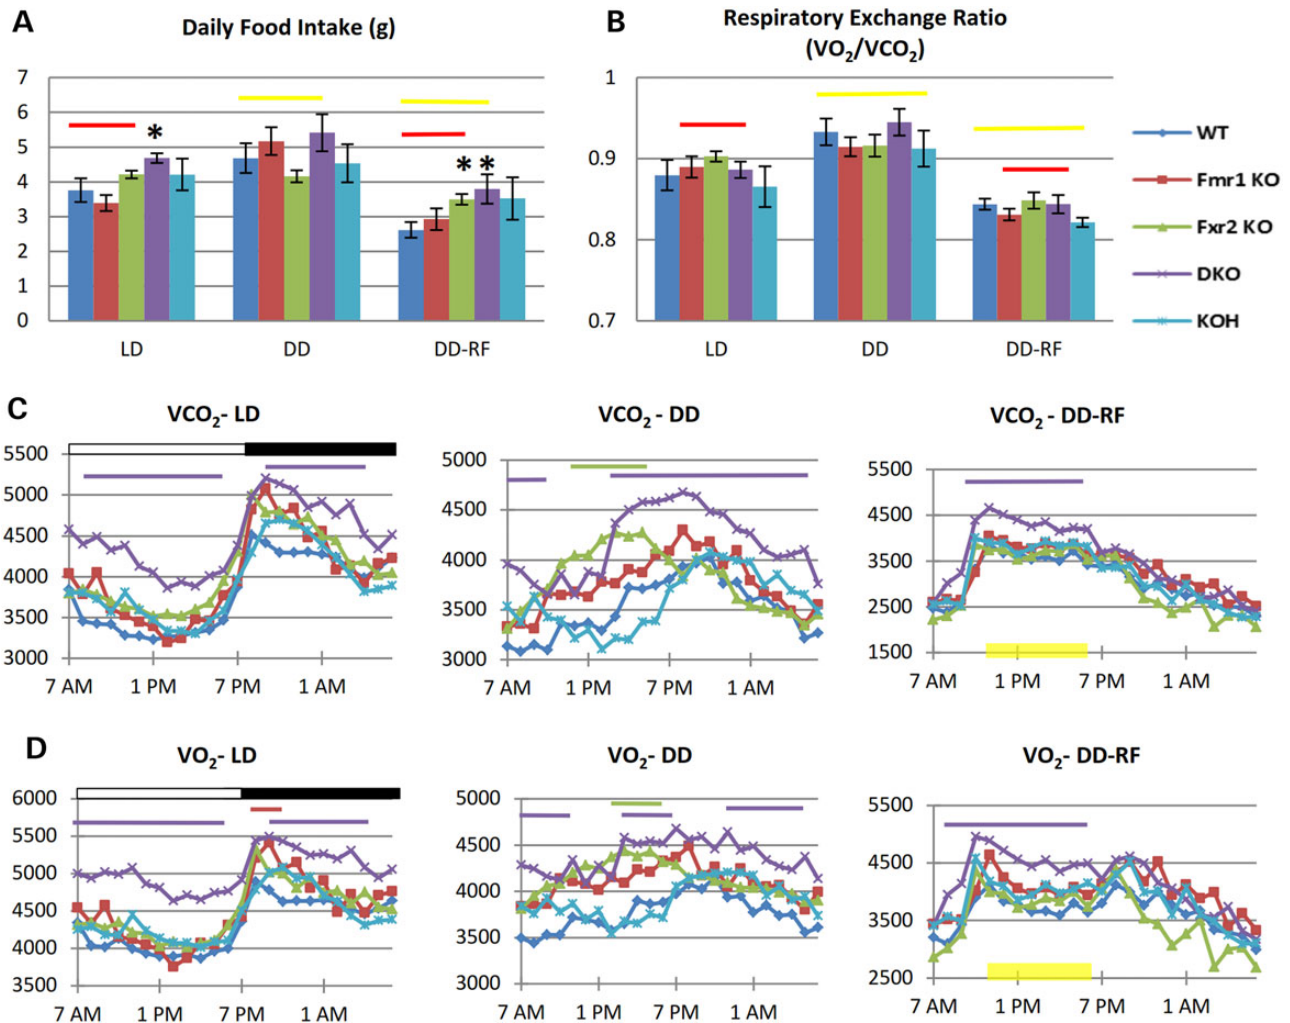 A
Daily Food Intake (g)
7
6
5
4
3
2
1
0
*
* *
LD
DD
DD-RF
B
Respiratory Exchange Ratio
(VO₂/VCO₂)
1
0.9
0.8
0.7
LD
DD
DD-RF
WT
Fmr1 KO
Fxr2 KO
DKO
KOH
C
VCO₂- LD
5500
5000
4500
4000
3500
3000
7 AM 1 PM 7 PM 1 AM
VCO₂ - DD
5000
4500
4000
3500
3000
7 AM 1 PM 7 PM 1 AM
VCO₂ - DD-RF
5500
4500
3500
2500
1500
7 AM 1 PM 7 PM 1 AM
D
VO₂- LD
6000
5500
5000
4500
4000
3500
7 AM 1 PM 7 PM 1 AM
VO₂- DD
5000
4500
4000
3500
3000
7 AM 1 PM 7 PM 1 AM
VO₂- DD-RF
5500
4500
3500
2500
7 AM 1 PM 7 PM 1 AM